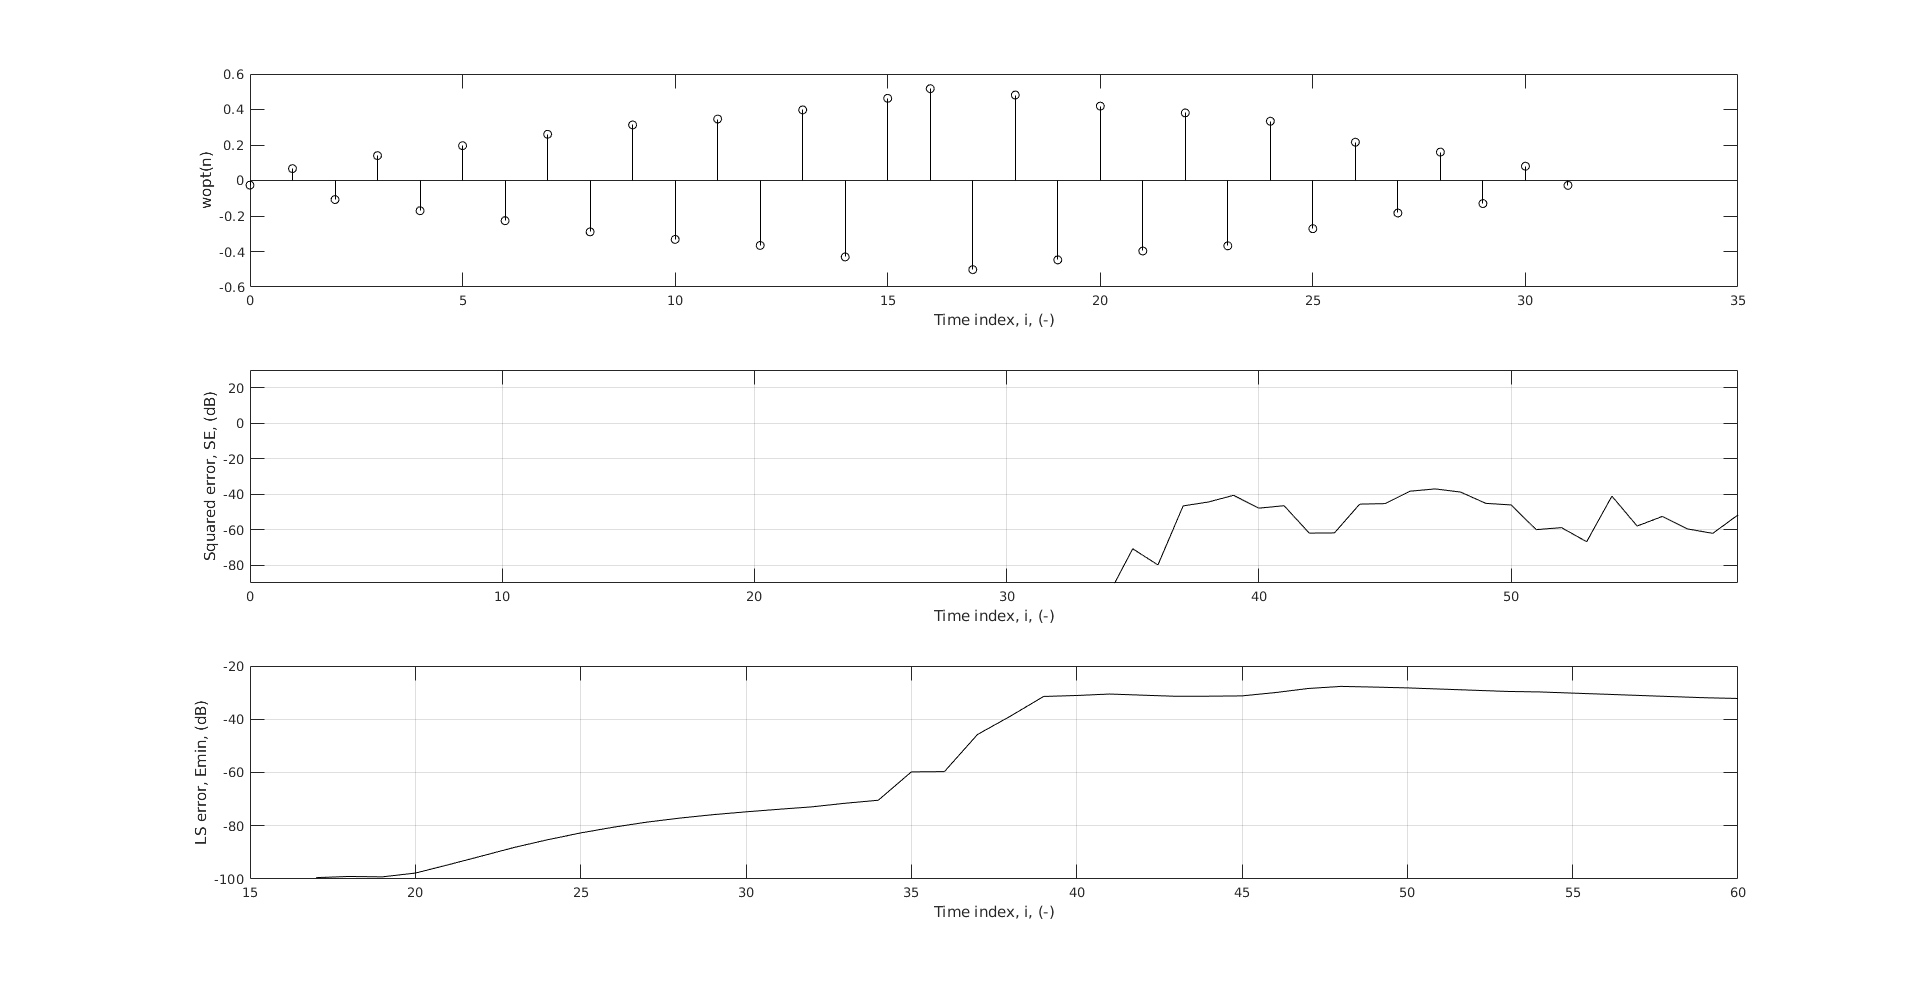 0.6
0.4
0.2
0
-0.2
-0.4
-0.6
wopt(n)
0 5 10 15 20 25 30 35
Time index, i, (-)
20
0
-20
-40
-60
-80
Squared error, SE, (dB)
0 10 20 30 40 50
Time index, i, (-)
-20
-40
-60
-80
-100
LS error, Emin, (dB)
15 20 25 30 35 40 45 50 55 60
Time index, i, (-)